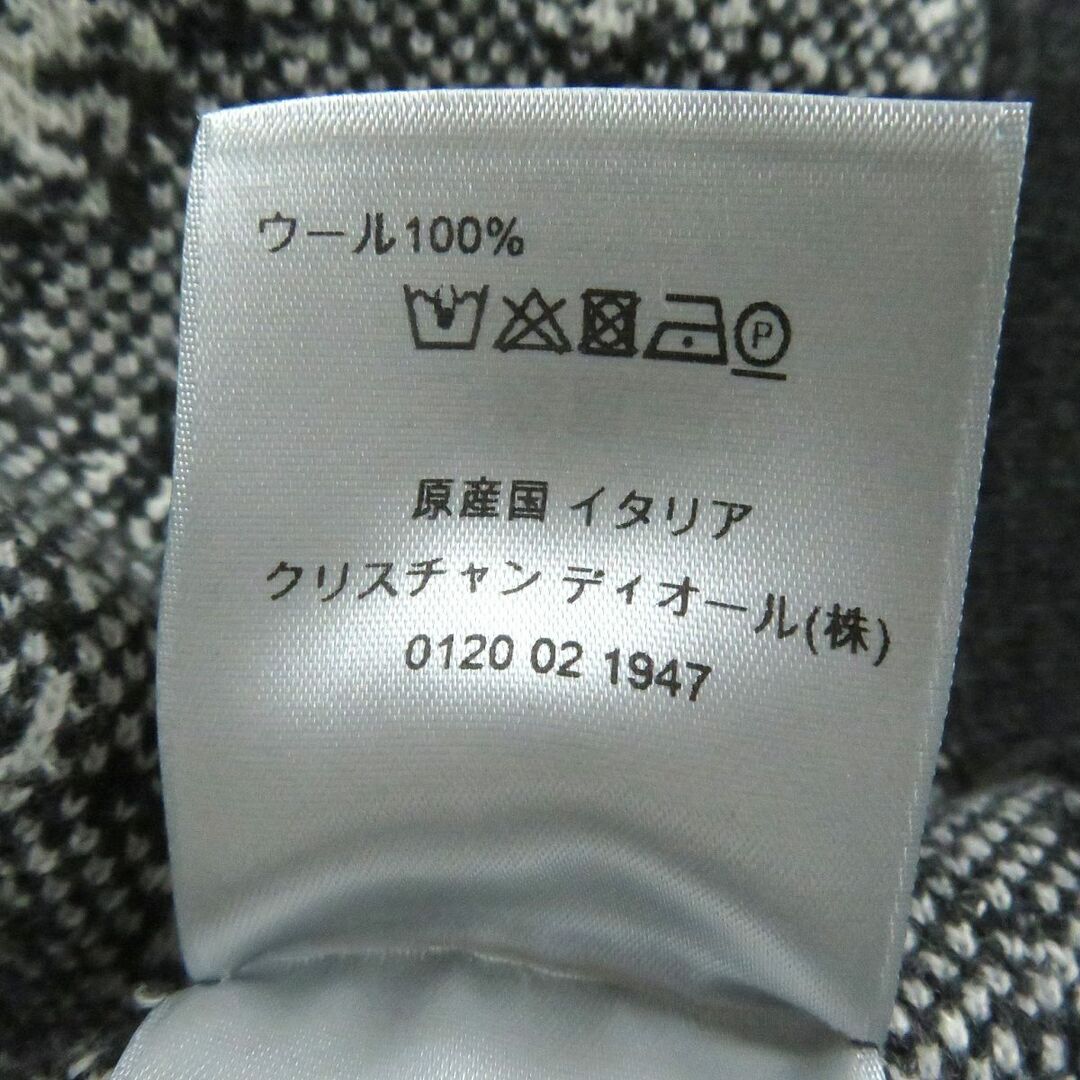 ウール100%
P
原産国 イタリア
クリスチャン ディオール(株)
0120 02 1947